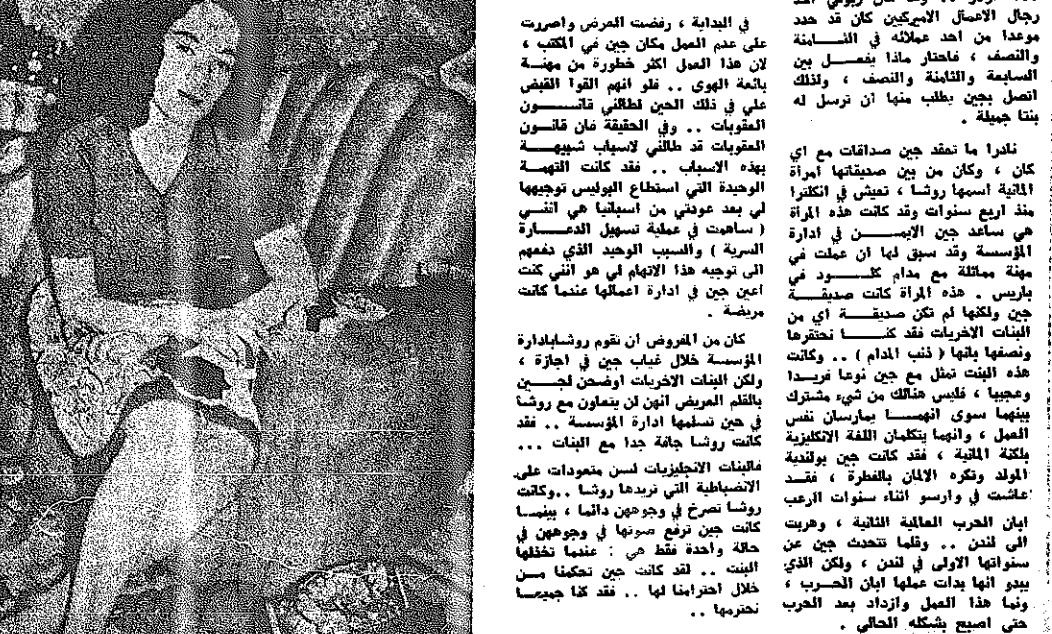 رجال الاعمال الاميركيين كان قد حدد
موعدا من احد عملائه في الثامنة
والنصف ، فاحتار ماذا يفعل بين
السابعة والثامنة والنصف ، ولذلك
اتصل بجين يطلب منها ان ترسل له
بنتا جميلة .
نادرا ما تعقد جين صداقات مع اي
كان ، وكان من بين صديقاتها امرأة
المانية اسمها روشا ، تعيش في انكلترا
منذ اربع سنوات وقد كانت هذه المرأة
هي ساعد جين الايمن في ادارة
المؤسسة وقد سبق لها ان عملت في
مهنة مماثلة مع مدام كلود في
باريس . هذه المرأة كانت صديقة
جين ولكنها لم تكن صديقة اي من
البنات الاخريات فقد كنا نحتقرها
ونصفها بانها ( ذنب المدام ) .. وكانت
هذه البنت تمثل مع جين نوعا فريدا
وعجيبا ، فليس هنالك من شيء مشترك
بينهما سوى انهما يمارسان نفس
العمل ، وانهما يتكلمان اللغة الانكليزية
بلكنة المانية ، فقد كانت جين بولندية
المولد وتكره الالمان بالفطرة ، فقد
عاشت في وارسو اثناء سنوات الرعب
ابان الحرب العالمية الثانية ، وهربت
الى لندن .. وقلما تتحدث جين عن
سنواتها الاولى في لندن ، ولكن الذي
يبدو انها بدات عملها ابان الحرب ،
ونما هذا العمل وازداد بعد الحرب
حتى اصبح بشكله الحالي .
في البداية ، رفضت العرض واصررت
على عدم العمل مكان جين في المكتب ،
لان هذا العمل اكثر خطورة من مهنة
بائعة الهوى .. فلو انهم القوا القبض
علي في ذلك الحين لطالني قانون
العقوبات .. وفي الحقيقة فان قانون
العقوبات قد طالني لاسباب شبيهة
بهذه الاسباب .. فقد كانت التهمة
الوحيدة التي استطاع البوليس توجيهها
لي بعد عودتي من اسبانيا هي انني
( ساهمت في عملية تسهيل الدعارة
السرية ) والسبب الوحيد الذي دفعهم
الى توجيه هذا الاتهام لي هو انني كنت
اعين جين في ادارة اعمالها عندما كانت
مريضة .
كان من المفروض ان تقوم روشابادارة
المؤسسة خلال غياب جين في اجازة ،
ولكن البنات الاخريات اوضحن لجين
بالقلم العريض انهن لن يتعاون مع روشا
في حين تسلمها ادارة المؤسسة .. فقد
كانت روشا جافة جدا مع البنات ...
فالبنات الانجليزيات لسن متعودات على
الانضباطية التي تريدها روشا ..وكانت
روشا تصرخ في وجوههن دائما ، بينما
كانت جين ترفع صوتها في وجوههن في
حالة واحدة فقط هي : عندما تخذلها
البنت .. لقد كانت جين تحكمنا من
خلال احترامنا لها .. فقد كنا جميعا
نحترمها ..